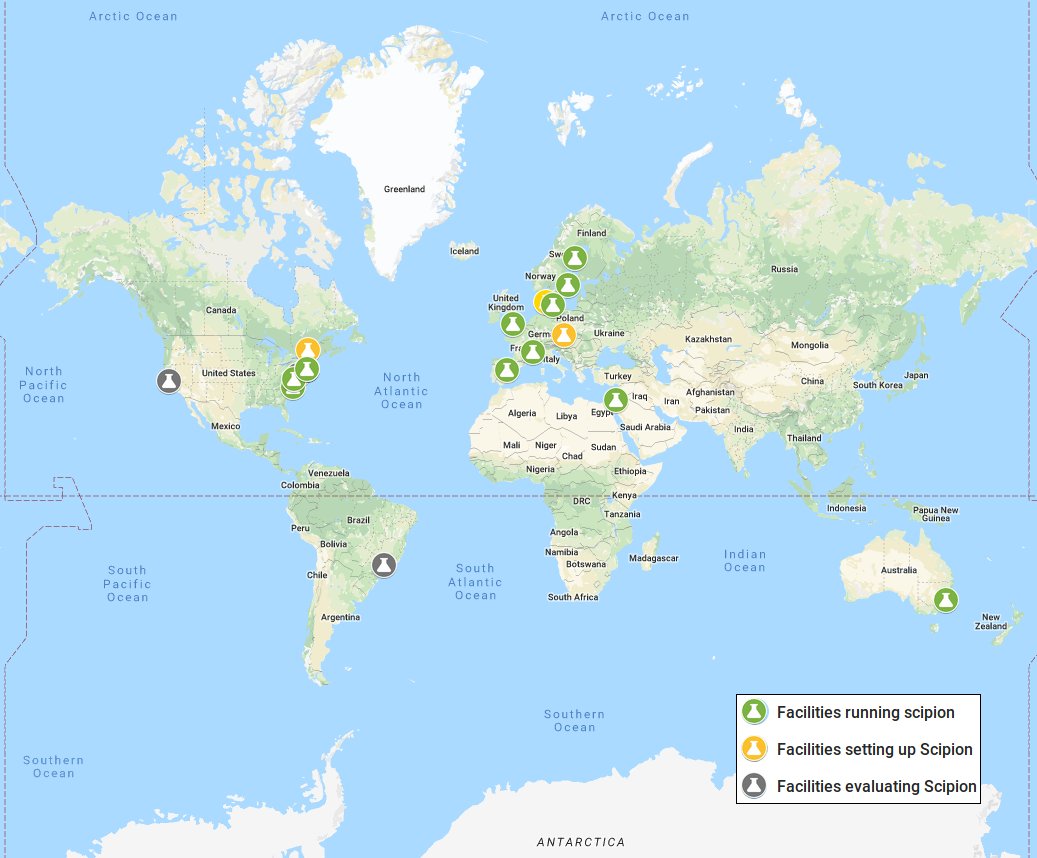 Arctic Ocean
Arctic Ocean
Greenland
Iceland
Finland
Norway
Russia
United
Kingdom
Canada
Poland
Ukraine
Kazakhstan
Mongolia
United States
North
Pacific
Ocean
North
Atlantic
Ocean
Turkey
Iraq
Iran
Afghanistan
Pakistan
China
South Korea
Japan
Mexico
Algeria
Libya
Egypt
Saudi Arabia
India
Thailand
Mali
Niger
Chad
Sudan
Nigeria
Ethiopia
Venezuela
Colombia
DRC
Kenya
Tanzania
Indonesia
Papua New
Guinea
Peru
Brazil
Bolivia
Chile
Argentina
Angola
Namibia
Botswana
Madagascar
South Africa
South
Pacific
Ocean
South
Atlantic
Ocean
Indian
Ocean
Australia
New
Zealand
Southern
Ocean
Southern
Ocean
Facilities running scipion
Facilities setting up Scipion
Facilities evaluating Scipion
ANTARCTICA